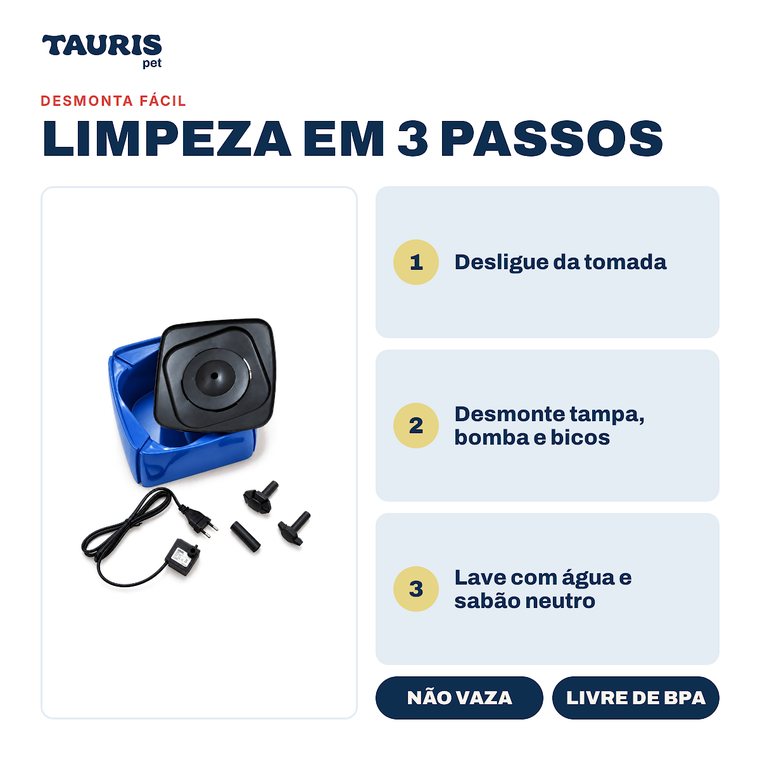 TAURIS
pet
DESMONTA FÁCIL
LIMPEZA EM 3 PASSOS
1
Desligue da tomada
2
Desmonte tampa,
bomba e bicos
3
Lave com água e
sabão neutro
NÃO VAZA
LIVRE DE BPA